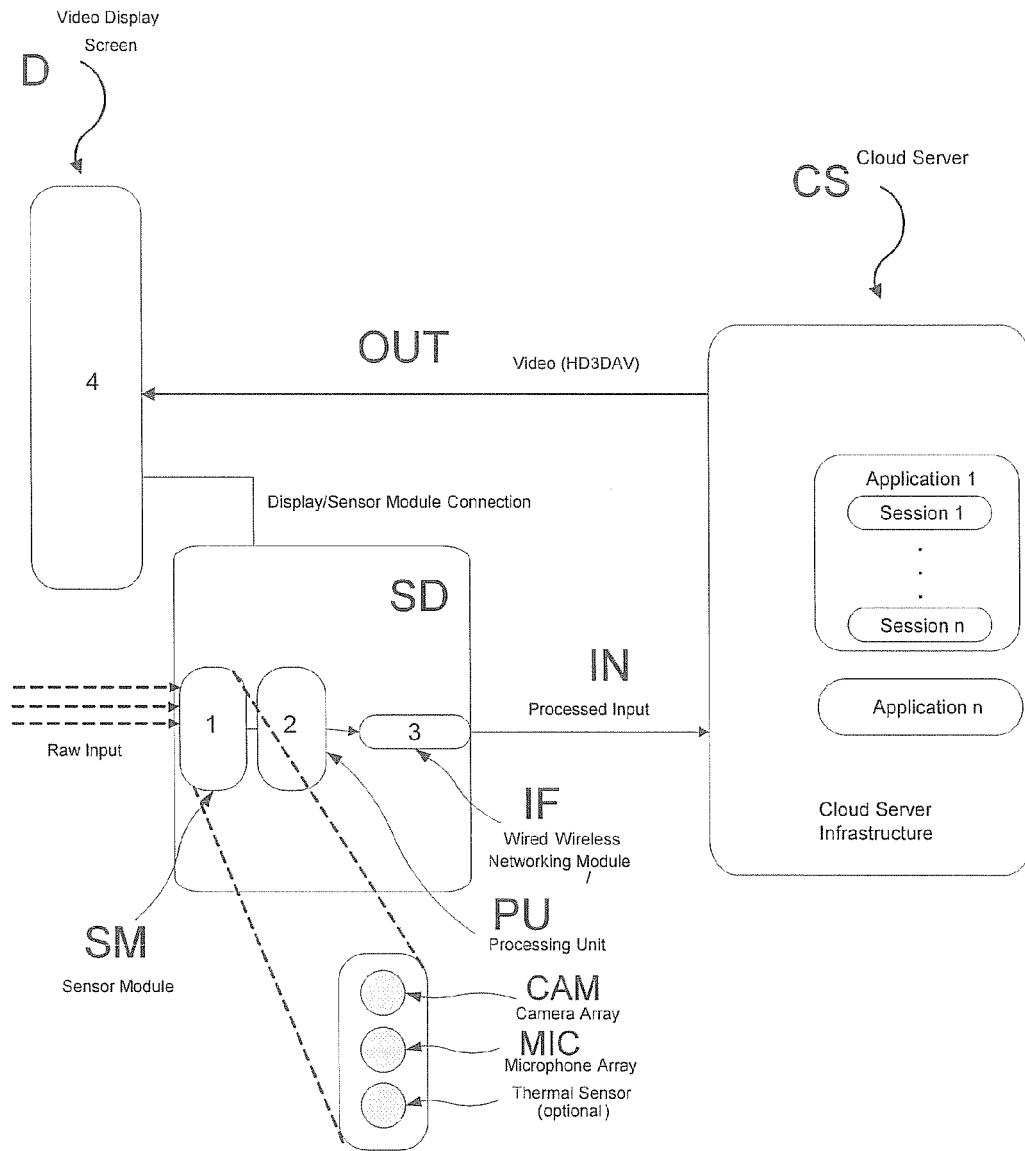 Video Display
Screen
D
CS
Cloud Server
OUT
Video (HD3DAV)
4
Application 1
Session 1
Display/Sensor Module Connection
SD
Session n
IN
Processed Input
Application n
1
2
3
Raw Input
IF
Wired Wireless
Networking Module
Cloud Server
Infrastructure
PU
Processing Unit
SM
Sensor Module
CAM
Camera Array
MIC
Microphone Array
Thermal Sensor
(optional)